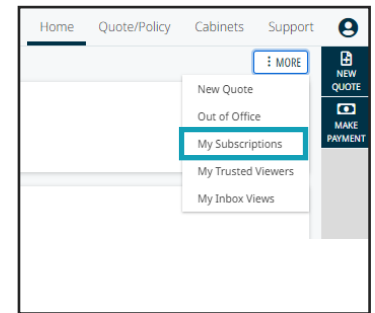 Home Quote/Policy Cabinets Support
⋮ MORE
NEW
QUOTE
MAKE
PAYMENT
New Quote
Out of Office
My Subscriptions
My Trusted Viewers
My Inbox Views